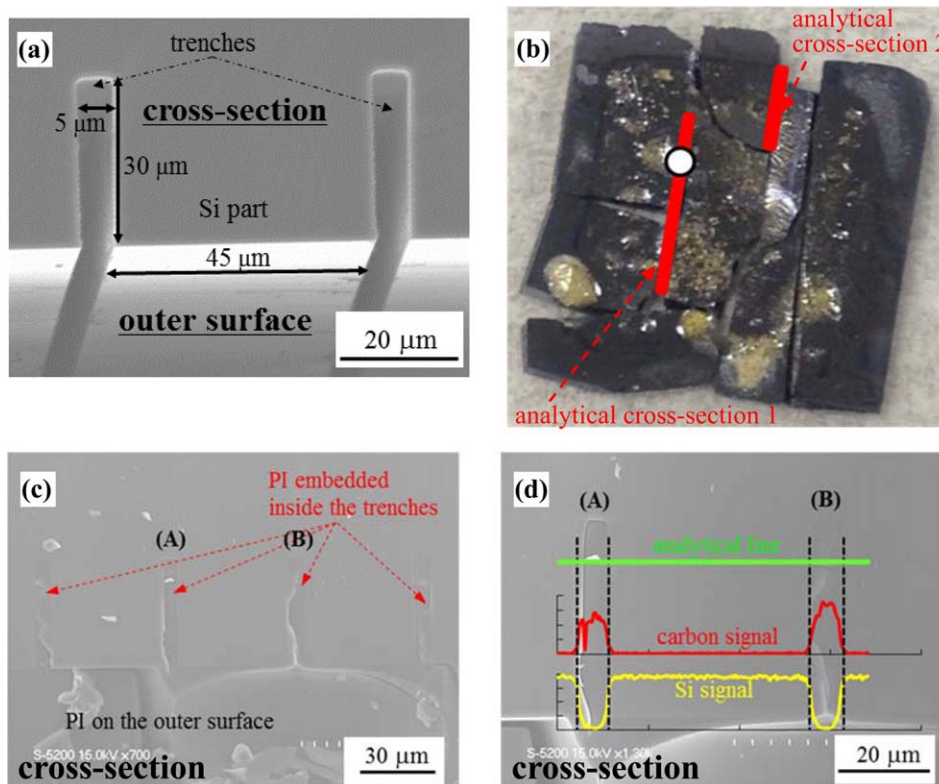 (a)
trenches
cross-section
5 μm
30 μm
Si part
45 μm
outer surface
20 μm
(b)
analytical
cross-section 2
analytical cross-section 1
(c)
PI embedded
inside the trenches
(A)
(B)
PI on the outer surface
S-5200 15.0kV x700
30 μm
cross-section
(d)
(A)
(B)
analytical line
carbon signal
Si signal
S-5200 15.0kV x1.30k
20 μm
cross-section